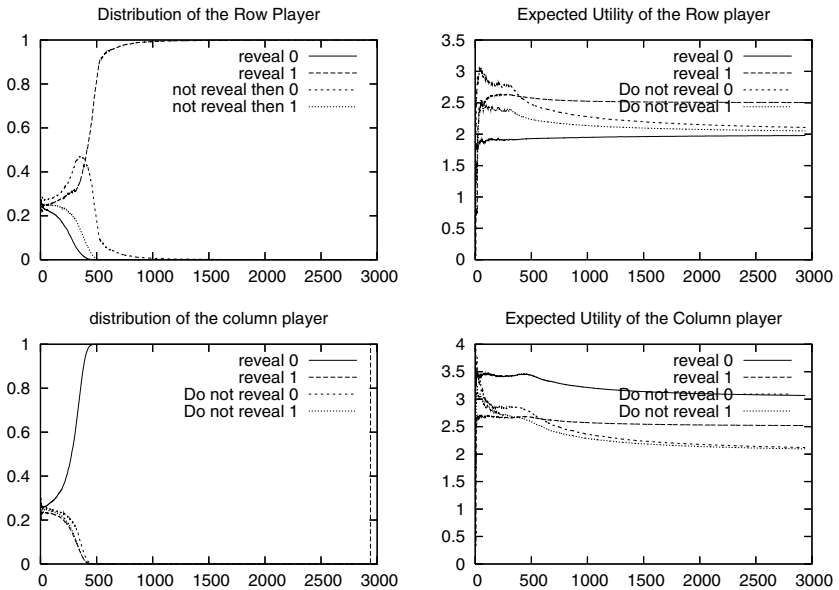 Distribution of the Row Player
1
0.8
0.6
0.4
0.2
0
0 500 1000 1500 2000 2500 3000
reveal 0
reveal 1
not reveal then 0
not reveal then 1
Expected Utility of the Row player
3.5
3
2.5
2
1.5
1
0.5
0
0 500 1000 1500 2000 2500 3000
reveal 0
reveal 1
Do not reveal 0
Do not reveal 1
distribution of the column player
1
0.8
0.6
0.4
0.2
0
0 500 1000 1500 2000 2500 3000
reveal 0
reveal 1
Do not reveal 0
Do not reveal 1
Expected Utility of the Column player
4
3.5
3
2.5
2
1.5
1
0.5
0
0 500 1000 1500 2000 2500 3000
reveal 0
reveal 1
Do not reveal 0
Do not reveal 1